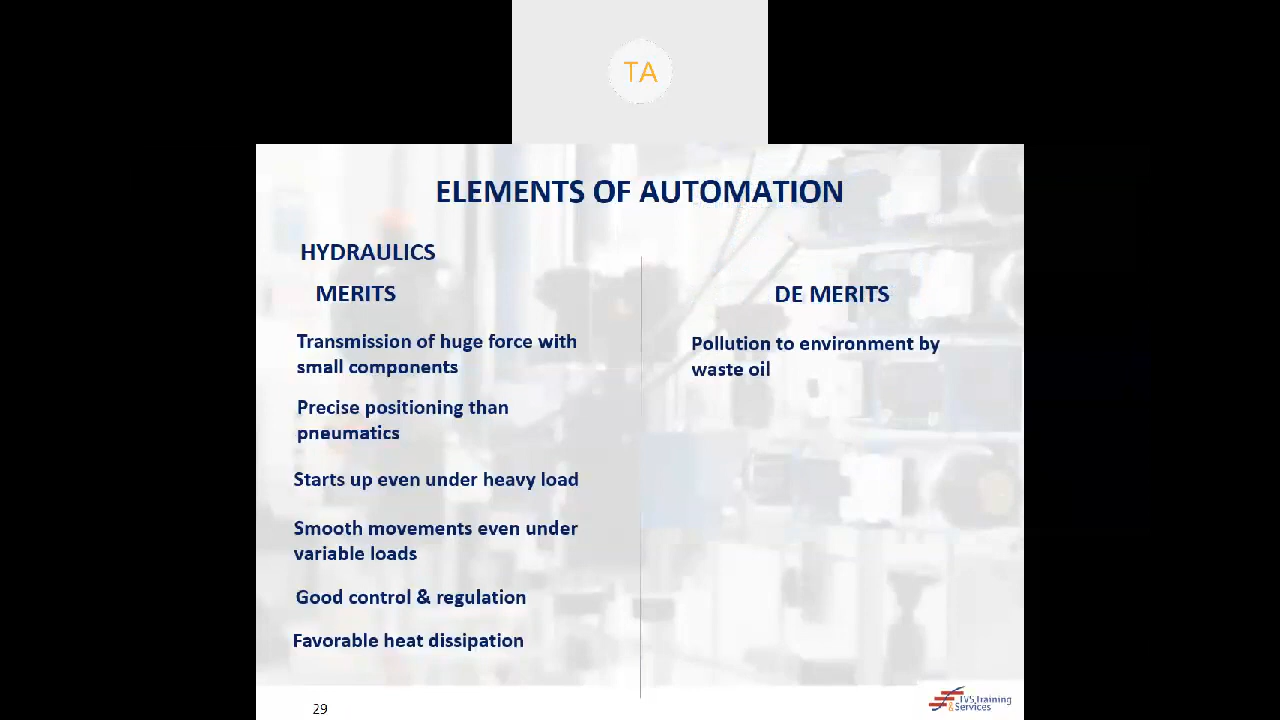 TA
ELEMENTS OF AUTOMATION
HYDRAULICS
MERITS
Transmission of huge force with
small components
Precise positioning than
pneumatics
Starts up even under heavy load
Smooth movements even under
variable loads
Good control & regulation
Favorable heat dissipation
DE MERITS
Pollution to environment by
waste oil
29
TVS Training
& Services